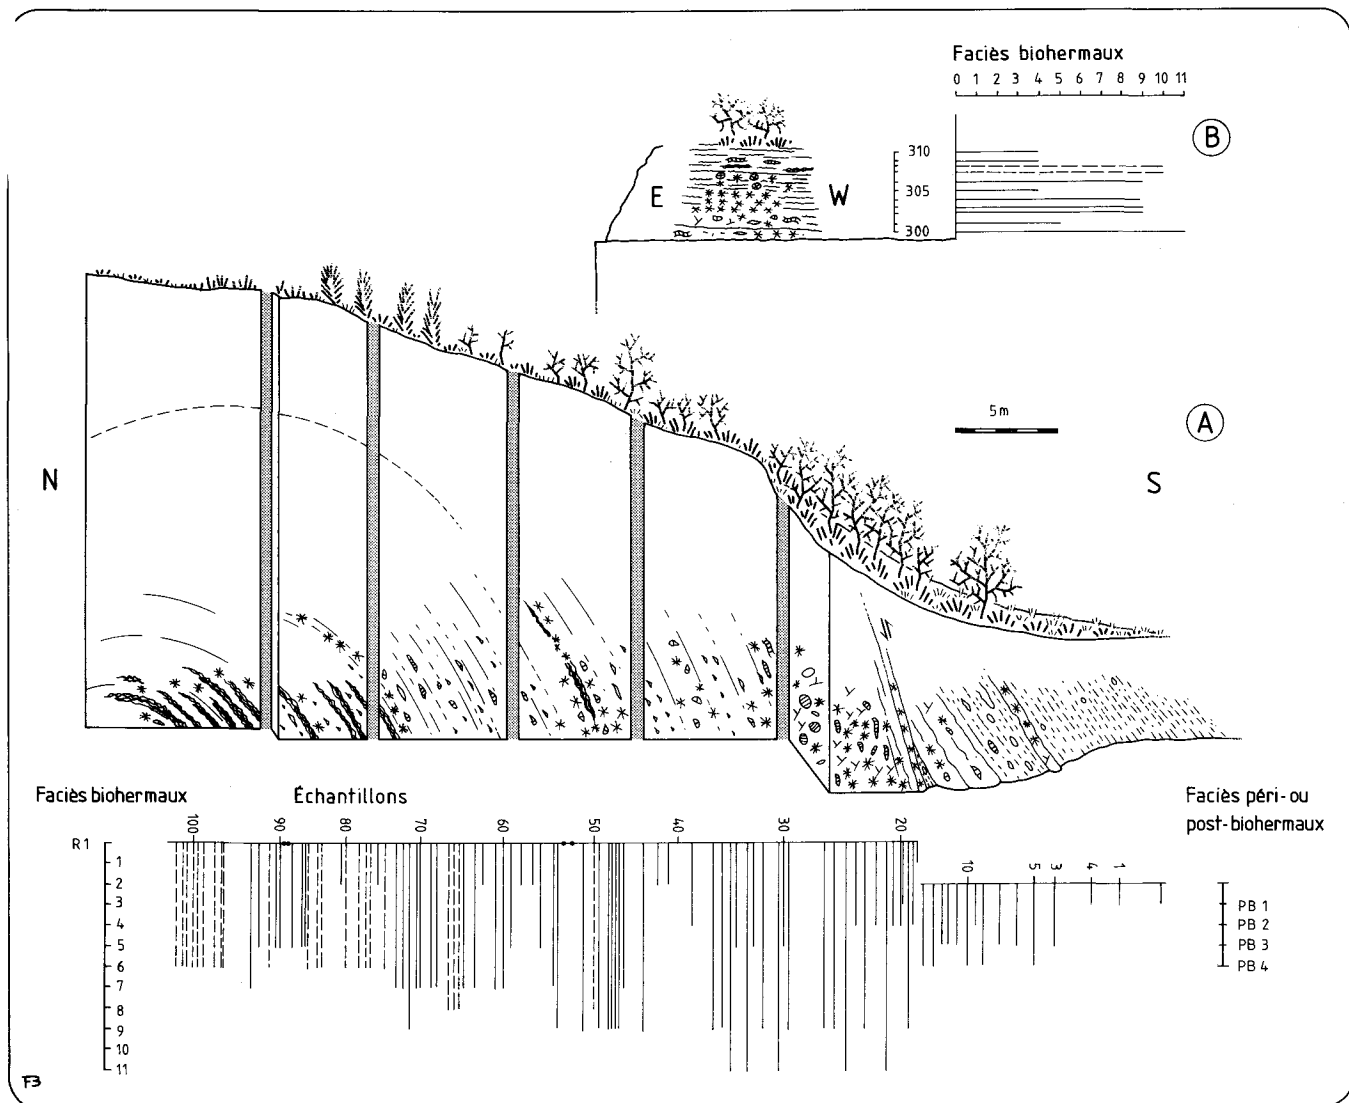 Faciès biohermaux
0 1 2 3 4 5 6 7 8 9 10 11
B
310
305
300
E
W
5 m
A
N
S
Faciès biohermaux
Échantillons
Faciès péri- ou
post-biohermaux
100 90 80 70 60 50 40 30 20
R1
1
2
3
4
5
6
7
8
9
10
11
10 5 3 4 1
PB 1
PB 2
PB 3
PB 4
F3